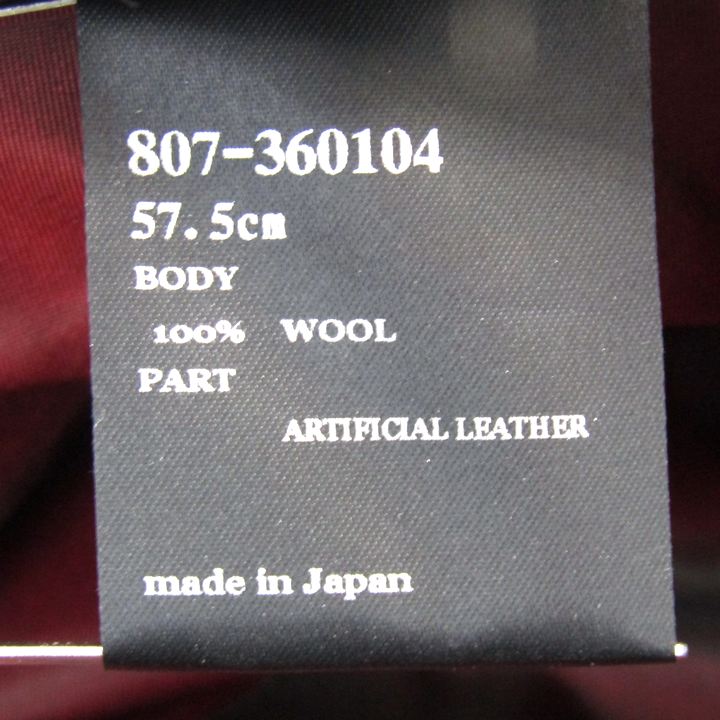 807-360104
57.5cm
BODY
100% WOOL
PART
ARTIFICIAL LEATHER
made in Japan